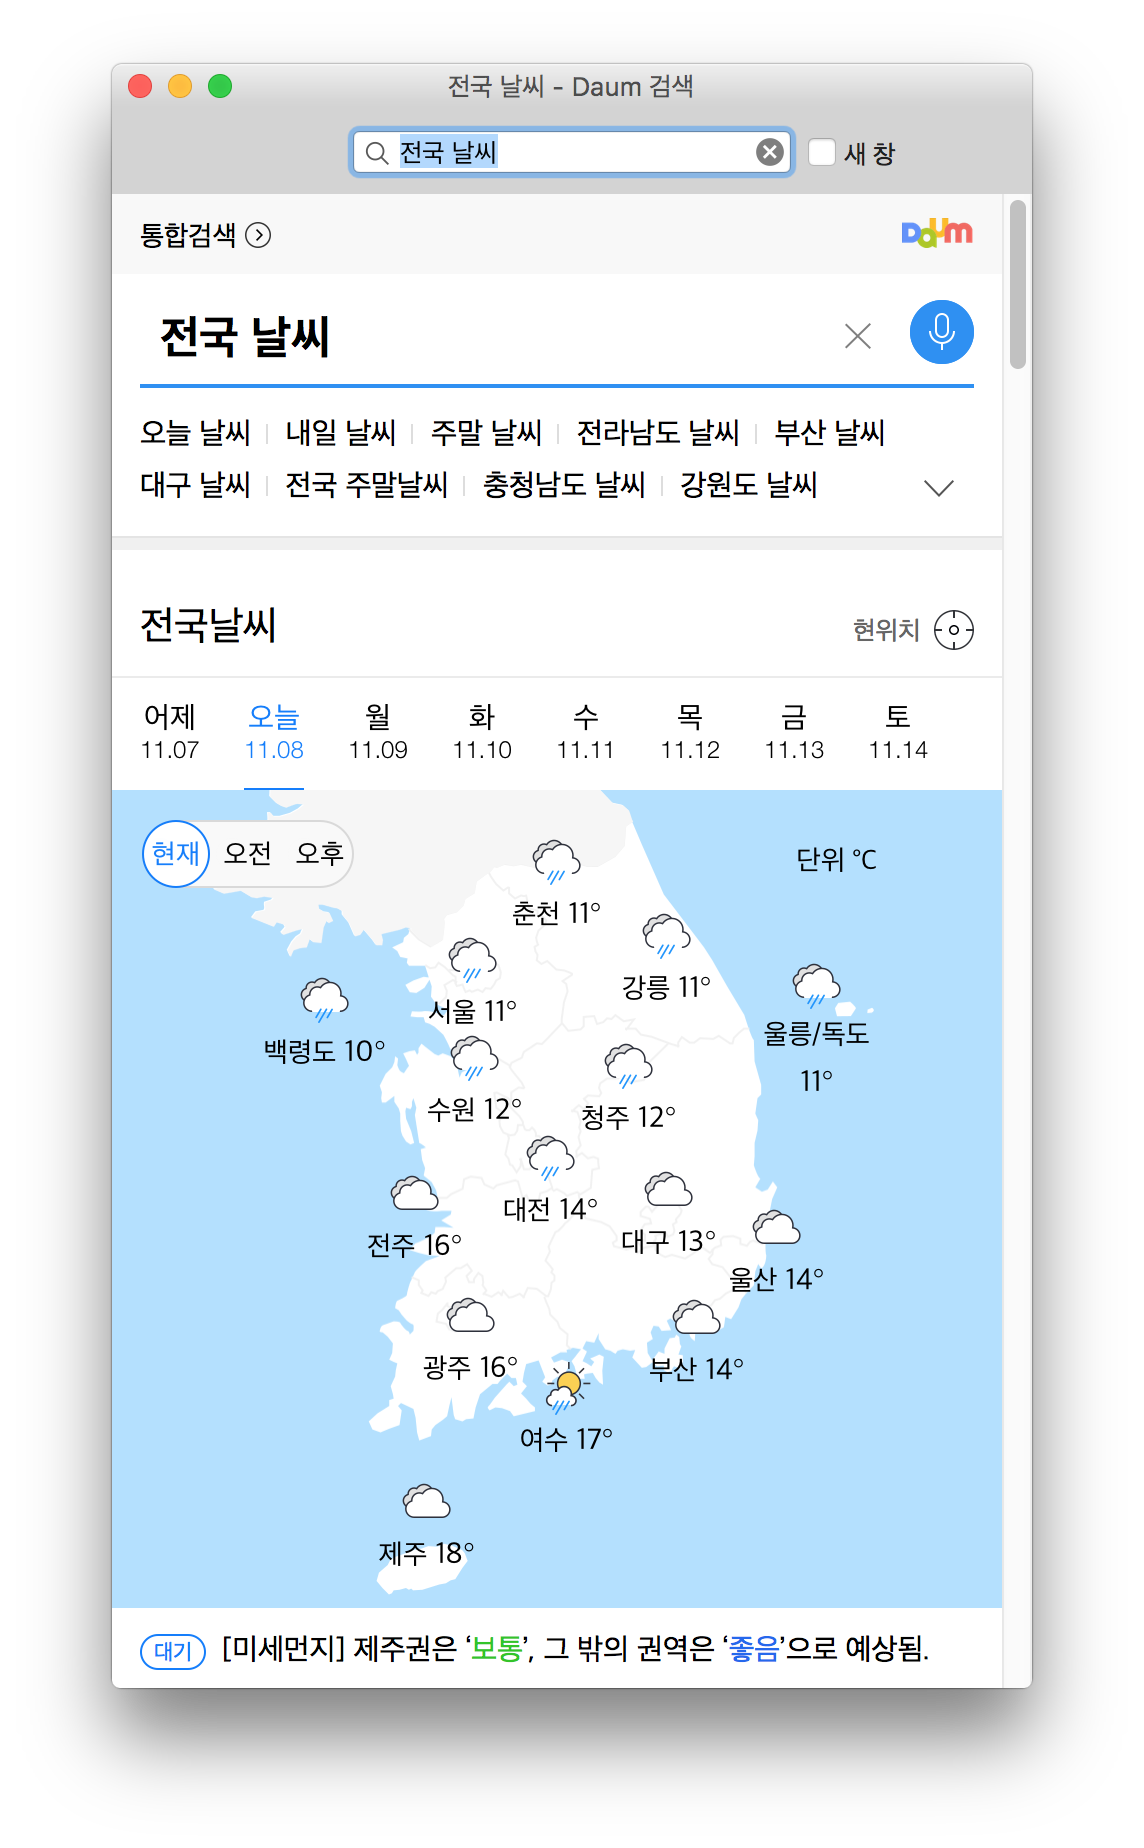 전국 날씨 – Daum 검색
전국 날씨
새 창
통합검색
Daum
전국 날씨
오늘 날씨 내일 날씨 주말 날씨 전라남도 날씨 부산 날씨
대구 날씨 전국 주말날씨 충청남도 날씨 강원도 날씨
전국날씨
현위치
어제 오늘 월 화 수 목 금 토
11.07 11.08 11.09 11.10 11.11 11.12 11.13 11.14
현재 오전 오후
단위 °C
춘천 11°
강릉 11°
서울 11°
울릉/독도
11°
백령도 10°
수원 12°
청주 12°
대전 14°
전주 16°
대구 13°
울산 14°
광주 16°
부산 14°
여수 17°
제주 18°
대기 [미세먼지] 제주권은 ‘보통’, 그 밖의 권역은 ‘좋음’으로 예상됨.